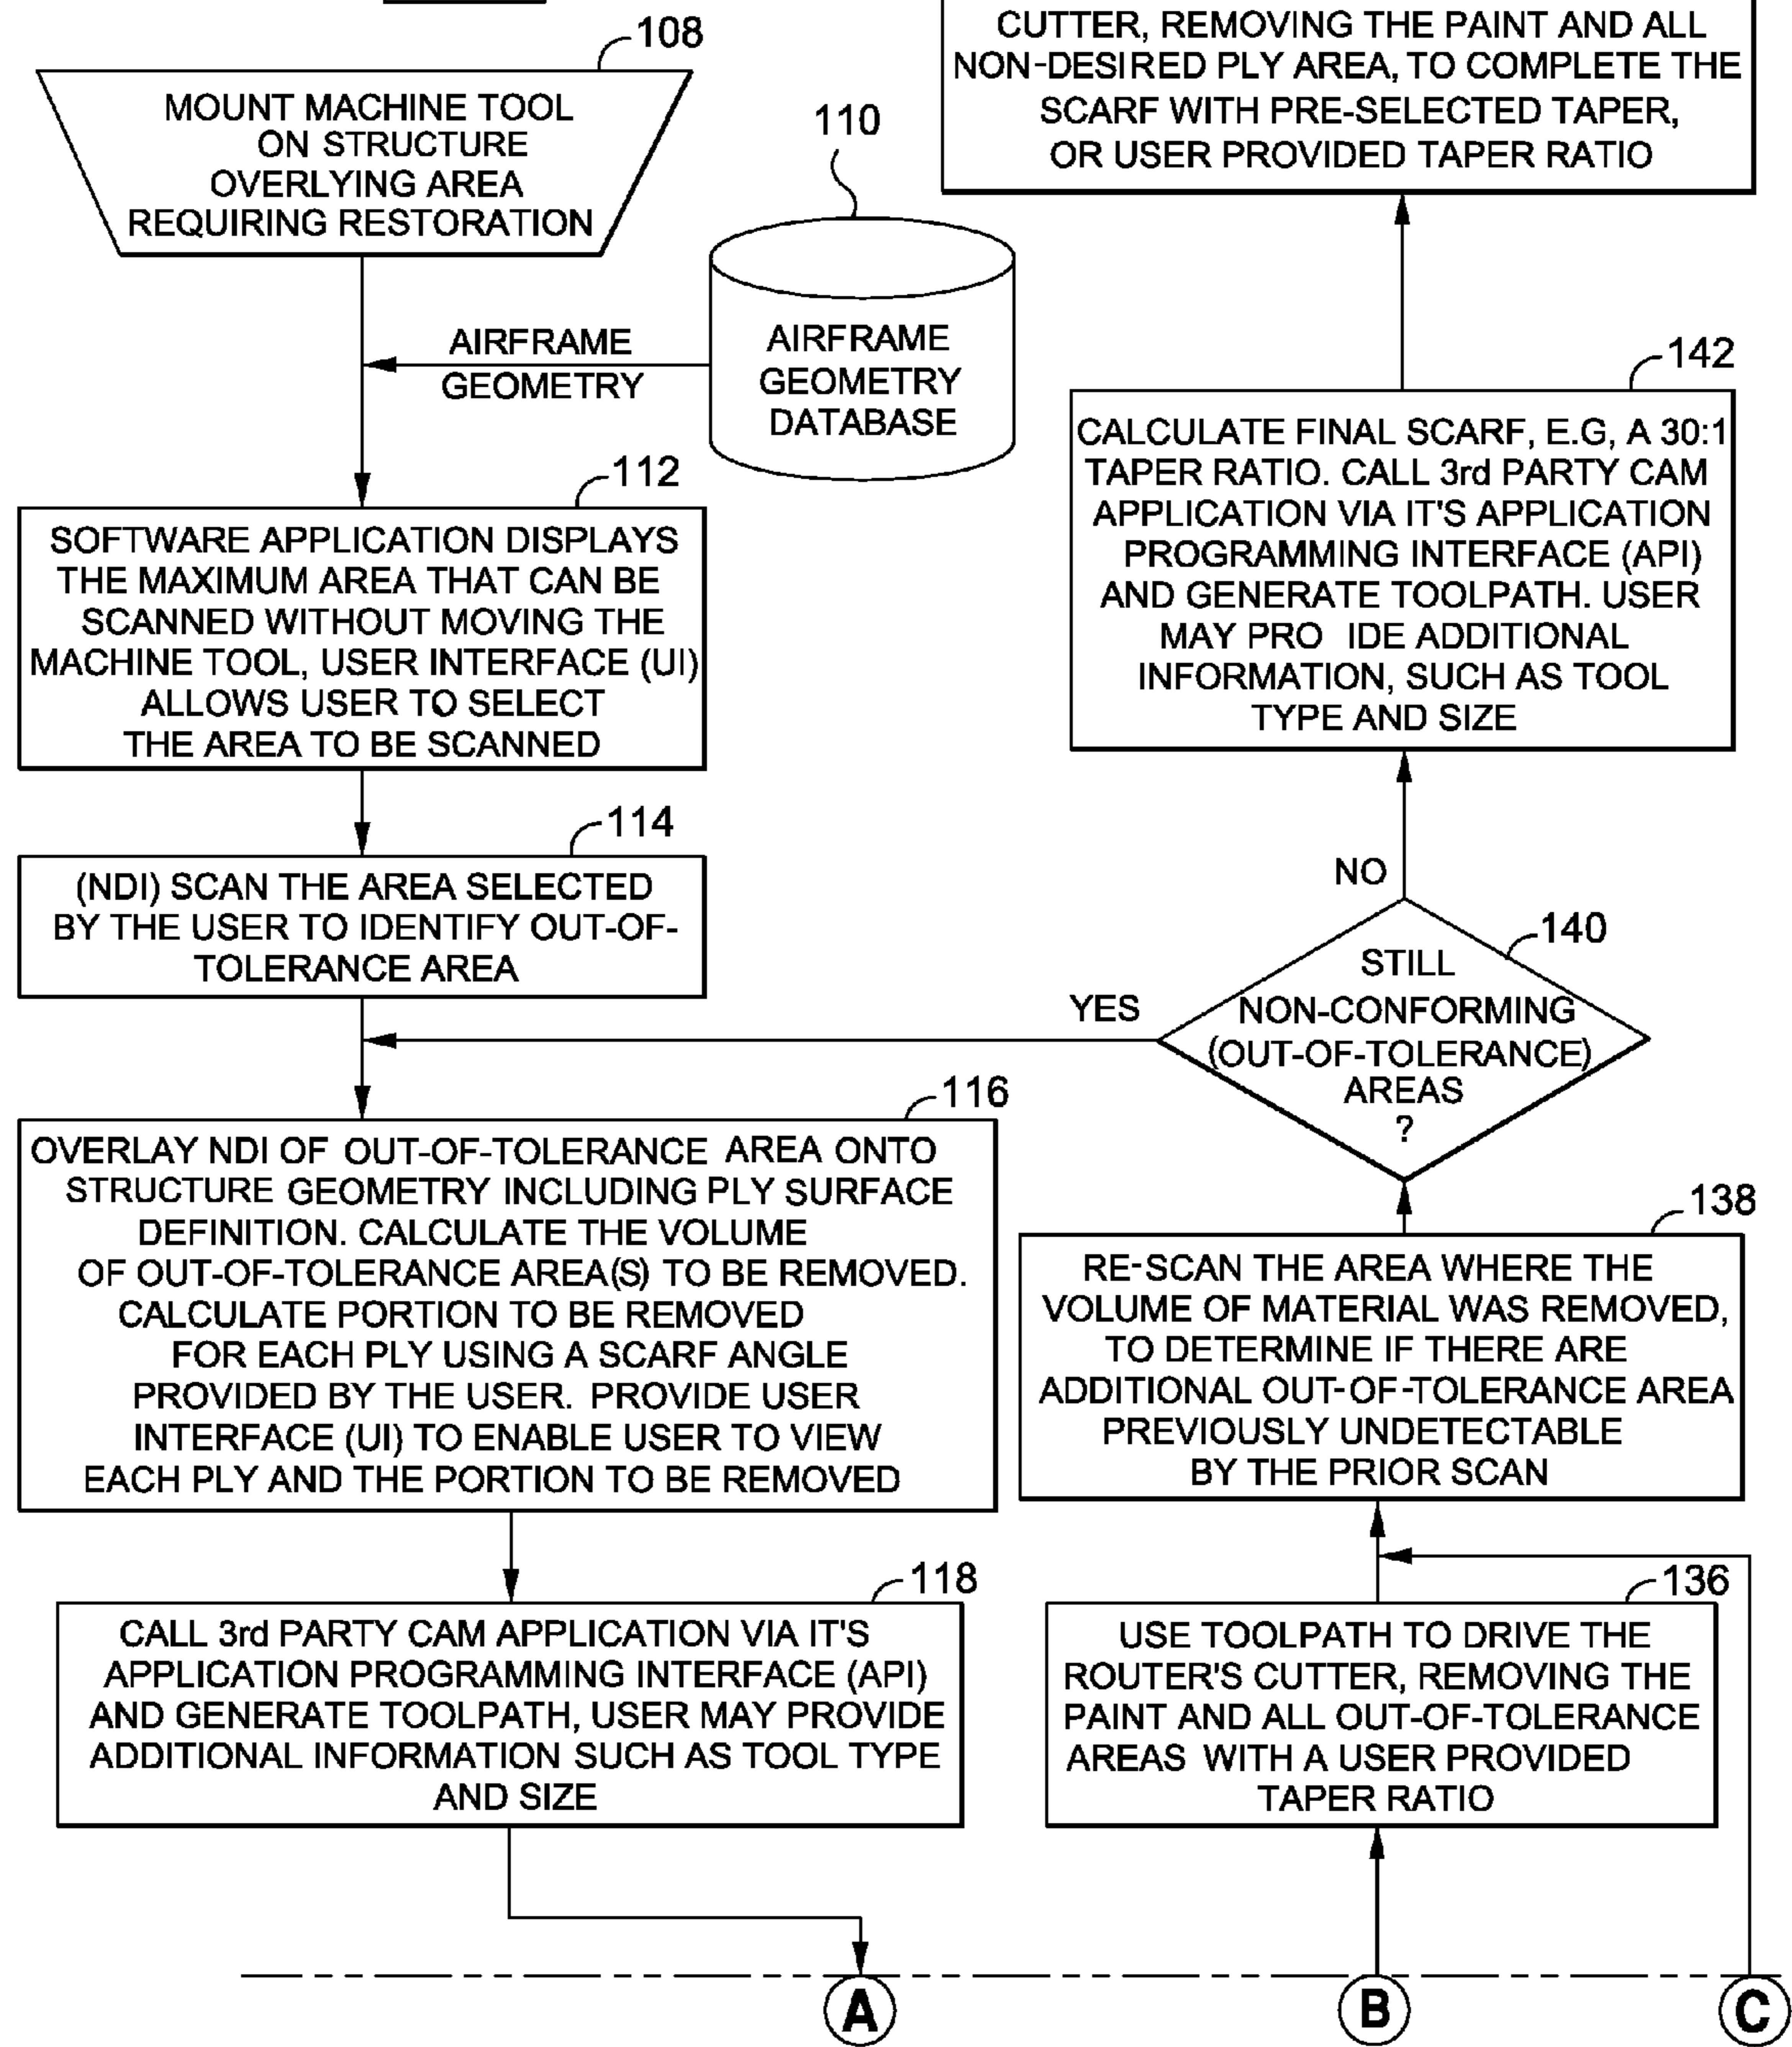 108
MOUNT MACHINE TOOL
ON STRUCTURE
OVERLYING AREA
REQUIRING RESTORATION
110
AIRFRAME
GEOMETRY
DATABASE
AIRFRAME
GEOMETRY
112
SOFTWARE APPLICATION DISPLAYS
THE MAXIMUM AREA THAT CAN BE
SCANNED WITHOUT MOVING THE
MACHINE TOOL, USER INTERFACE (UI)
ALLOWS USER TO SELECT
THE AREA TO BE SCANNED
114
(NDI) SCAN THE AREA SELECTED
BY THE USER TO IDENTIFY OUT-OF-
TOLERANCE AREA
116
OVERLAY NDI OF OUT-OF-TOLERANCE AREA ONTO
STRUCTURE GEOMETRY INCLUDING PLY SURFACE
DEFINITION. CALCULATE THE VOLUME
OF OUT-OF-TOLERANCE AREA(S) TO BE REMOVED.
CALCULATE PORTION TO BE REMOVED
FOR EACH PLY USING A SCARF ANGLE
PROVIDED BY THE USER. PROVIDE USER
INTERFACE (UI) TO ENABLE USER TO VIEW
EACH PLY AND THE PORTION TO BE REMOVED
118
CALL 3rd PARTY CAM APPLICATION VIA IT'S
APPLICATION PROGRAMMING INTERFACE (API)
AND GENERATE TOOLPATH, USER MAY PROVIDE
ADDITIONAL INFORMATION SUCH AS TOOL TYPE
AND SIZE
A
CUTTER, REMOVING THE PAINT AND ALL
NON-DESIRED PLY AREA, TO COMPLETE THE
SCARF WITH PRE-SELECTED TAPER,
OR USER PROVIDED TAPER RATIO
142
CALCULATE FINAL SCARF, E.G, A 30:1
TAPER RATIO. CALL 3rd PARTY CAM
APPLICATION VIA IT'S APPLICATION
PROGRAMMING INTERFACE (API)
AND GENERATE TOOLPATH. USER
MAY PRO IDE ADDITIONAL
INFORMATION, SUCH AS TOOL
TYPE AND SIZE
NO
140
STILL
NON-CONFORMING
(OUT-OF-TOLERANCE)
AREAS
?
YES
138
RE-SCAN THE AREA WHERE THE
VOLUME OF MATERIAL WAS REMOVED,
TO DETERMINE IF THERE ARE
ADDITIONAL OUT-OF-TOLERANCE AREA
PREVIOUSLY UNDETECTABLE
BY THE PRIOR SCAN
136
USE TOOLPATH TO DRIVE THE
ROUTER'S CUTTER, REMOVING THE
PAINT AND ALL OUT-OF-TOLERANCE
AREAS WITH A USER PROVIDED
TAPER RATIO
B
C